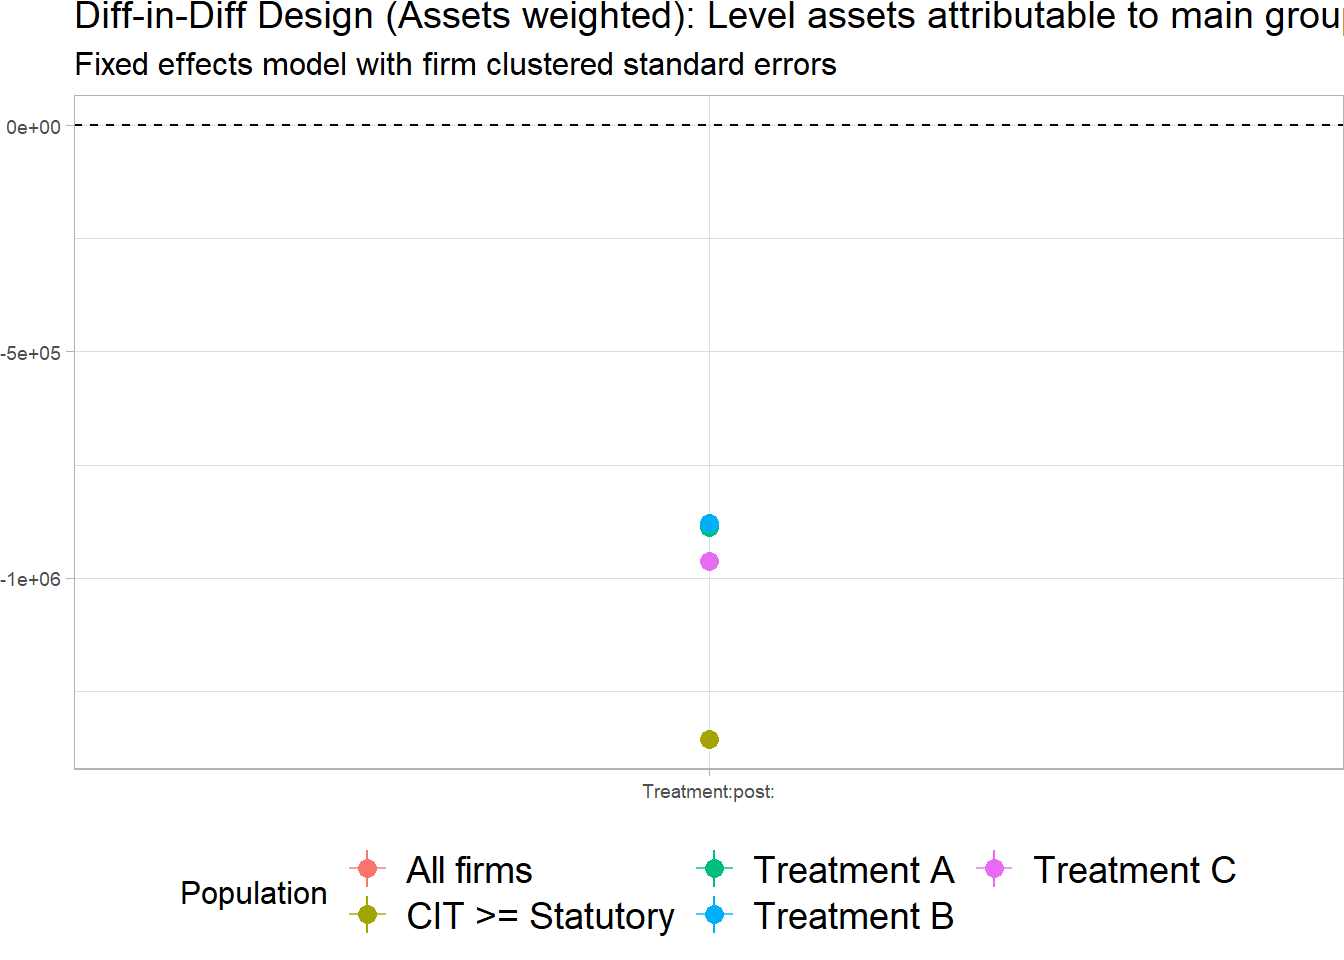 Diff-in-Diff Design (Assets weighted): Level assets attributable to main grou
Fixed effects model with firm clustered standard errors
0e+00
-5e+05
-1e+06
Treatment:post:
Population
All firms
CIT >= Statutory
Treatment A
Treatment B
Treatment C